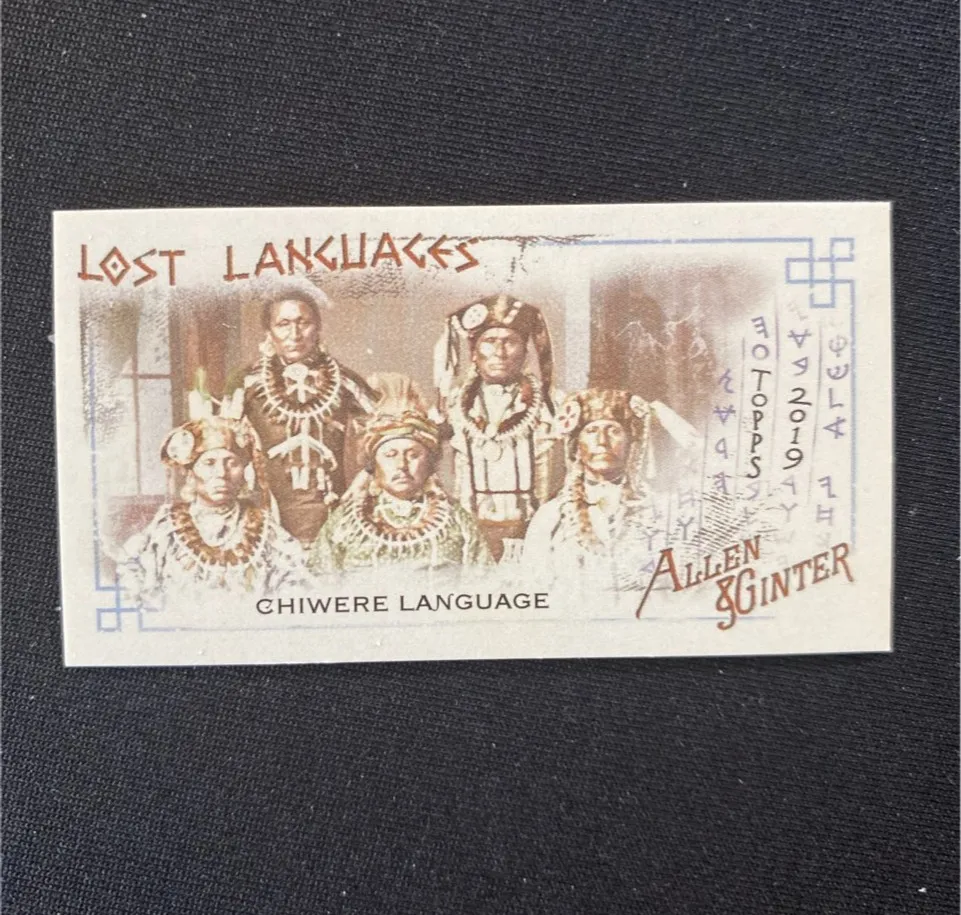 LOST LANGUAGES
TOPPS
2019
CHIWERE LANGUAGE
ALLEN
&GINTER